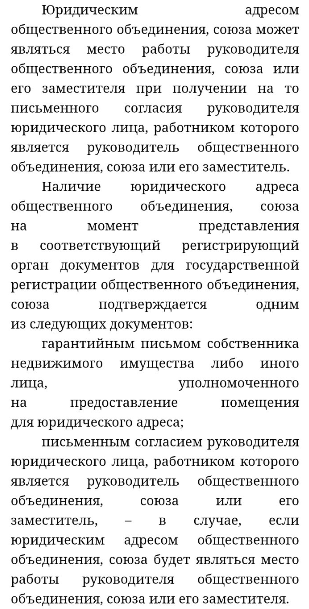 Юридическим адресом
общественного объединения, союза может
являться место работы руководителя
общественного объединения, союза или
его заместителя при получении на то
письменного согласия руководителя
юридического лица, работником которого
является руководитель общественного
объединения, союза или его заместитель.
Наличие юридического адреса
общественного объединения, союза
на момент представления
в соответствующий регистрирующий
орган документов для государственной
регистрации общественного объединения,
союза подтверждается одним
из следующих документов:
гарантийным письмом собственника
недвижимого имущества либо иного
лица, уполномоченного
на предоставление помещения
для юридического адреса;
письменным согласием руководителя
юридического лица, работником которого
является руководитель общественного
объединения, союза или его
заместитель, – в случае, если
юридическим адресом общественного
объединения, союза будет являться место
работы руководителя общественного
объединения, союза или его заместителя.